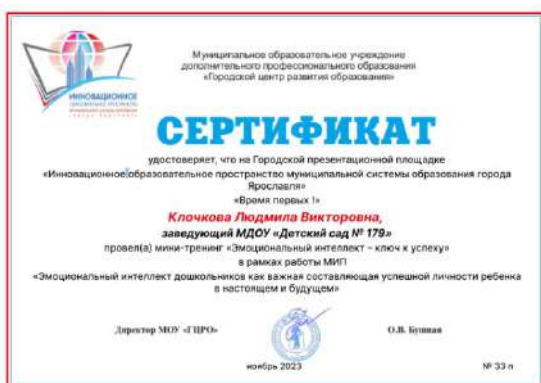 Муниципальное образовательное учреждение
дополнительного профессионального образования
«Городской центр развития образования»
ИННОВАЦИОННОЕ
СЕРТИФИКАТ
удостоверяет, что на Городской презентационной площадке
«Инновационное образовательное пространство муниципальной системы образования города
Ярославля»
«Время первых !»
Клочкова Людмила Викторовна,
заведующий МДОУ «Детский сад № 179»
провел(а) мини-тренинг «Эмоциональный интеллект – ключ к успеху»
в рамках работы МИП
«Эмоциональный интеллект дошкольников как важная составляющая успешной личности ребенка
в настоящем и будущем»
Директор МОУ «ГЦРО»
О.В. Бушная
ноябрь 2023
№ 33 п